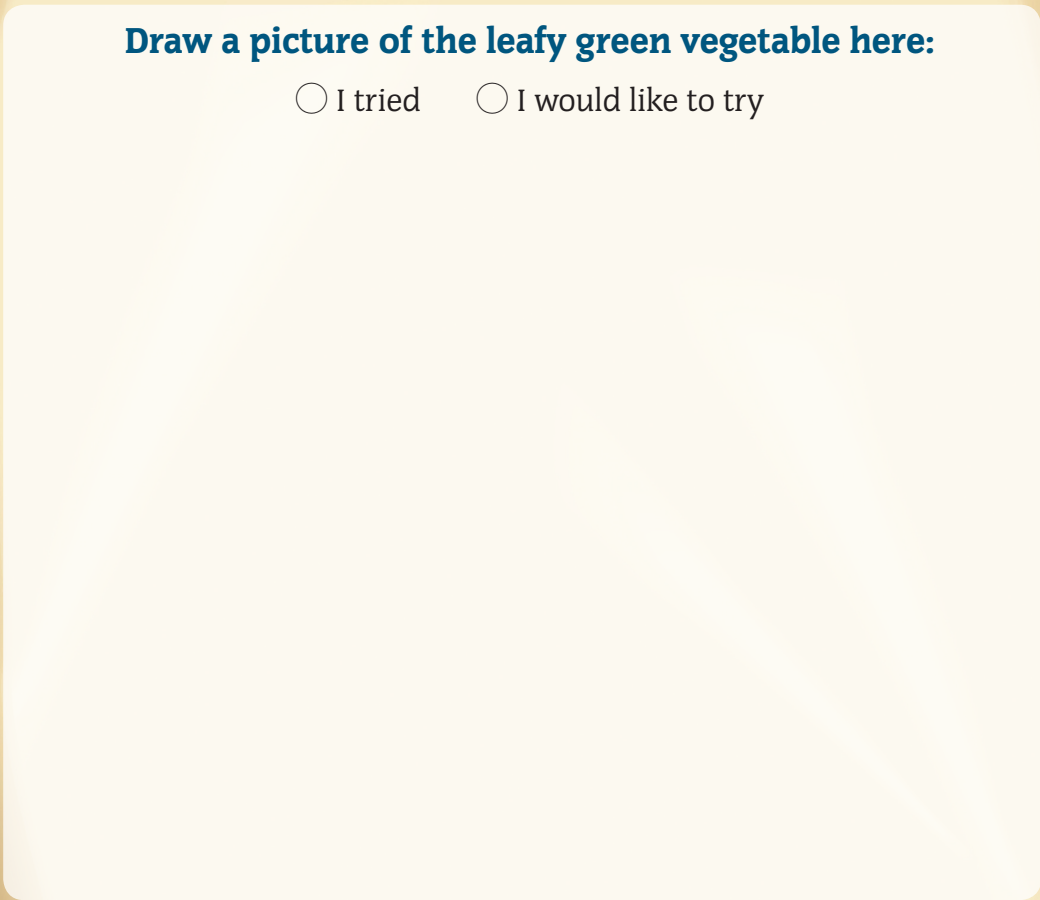 Draw a picture of the leafy green vegetable here:
I tried I would like to try